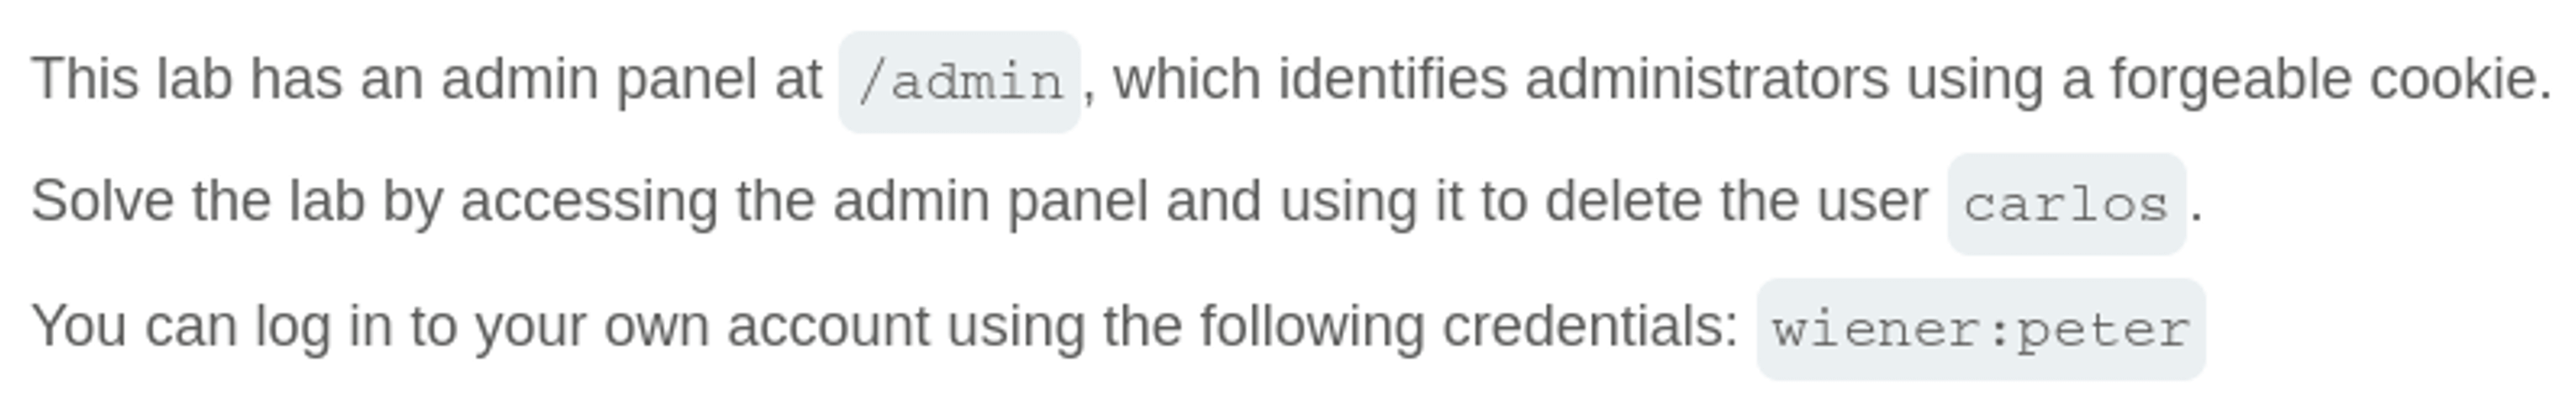 This lab has an admin panel at /admin, which identifies administrators using a forgeable cookie.
Solve the lab by accessing the admin panel and using it to delete the user carlos.
You can log in to your own account using the following credentials: wiener:peter